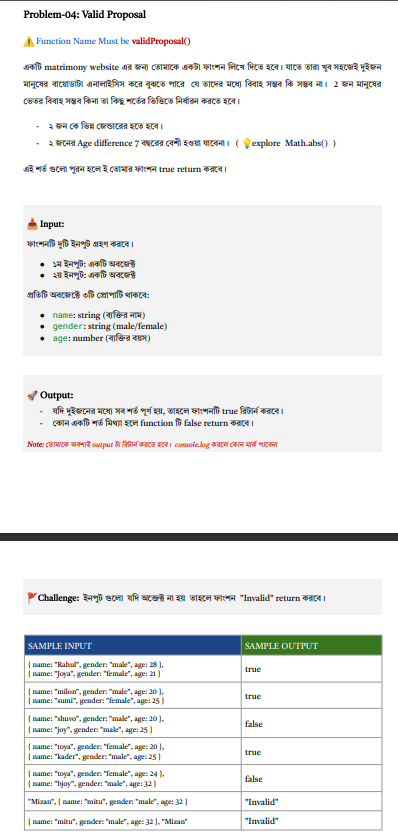 Problem-04: Valid Proposal
⚠️ Function Name Must be validProposal()
একটি matrimony website এর জন্য তোমাকে একটা ফাংশন লিখে দিতে হবে। যাতে তারা খুব সহজেই দুইজন
মানুষের বায়োডাটা এনালাইসিস করে বুঝতে পারে যে তাদের মধ্যে বিবাহ সম্ভব কি সম্ভব না। 2 জন মানুষের
ভেতর বিবাহ সম্ভব কিনা তা কিছু শর্তের ভিত্তিতে নির্ধারন করতে হবে।
- ২ জন কে ভিন্ন জেন্ডারের হতে হবে।
- ২ জনের Age difference 7 বছরের বেশী হওয়া যাবেনা। ( 💡explore Math.abs() )
এই শর্ত গুলো পূরন হলে ই তোমার ফাংশন true return করবে।
📥 Input:
ফাংশনটি দুটি ইনপুট গ্রহণ করবে।
● ১ম ইনপুট: একটি অবজেক্ট
● ২য় ইনপুট: একটি অবজেক্ট
প্রতিটি অবজেক্টে ৩টি প্রোপার্টি থাকবে:
● name: string (ব্যক্তির নাম)
● gender: string (male/female)
● age: number (ব্যক্তির বয়স)
🚀 Output:
- যদি দুইজনের মধ্যে সব শর্ত পূর্ণ হয়, তাহলে ফাংশনটি true রিটার্ন করবে।
- কোন একটি শর্ত মিথ্যা হলে function টি false return করবে।
Note: তোমাকে অবশ্যই output টা রিটার্ন করতে হবে। console.log করলে কোন মার্ক পাবেনা
🚩Challenge: ইনপুট গুলো যদি অব্জেক্ট না হয় তাহলে ফাংশন "Invalid" return করবে।
SAMPLE INPUT SAMPLE OUTPUT
{ name: "Rahul", gender: "male", age: 28 },
{ name: "Joya", gender: "female", age: 21 }
true
{ name: "milon", gender: "male", age: 20 },
{ name: "sumi", gender: "female", age: 25 }
true
{ name: "shuvo", gender: "male", age: 20 },
{ name: "joy", gender: "male", age: 25 }
false
{ name: "toya", gender: "female", age: 20 },
{ name: "kader", gender: "male", age: 25 }
true
{ name: "toya", gender: "female", age: 24 },
{ name: "bjoy", gender: "male", age: 32 }
false
"Mizan", { name: "mitu", gender: "male", age: 32 } "Invalid"
{ name: "mitu", gender: "male", age: 32 }, "Mizan" "Invalid"